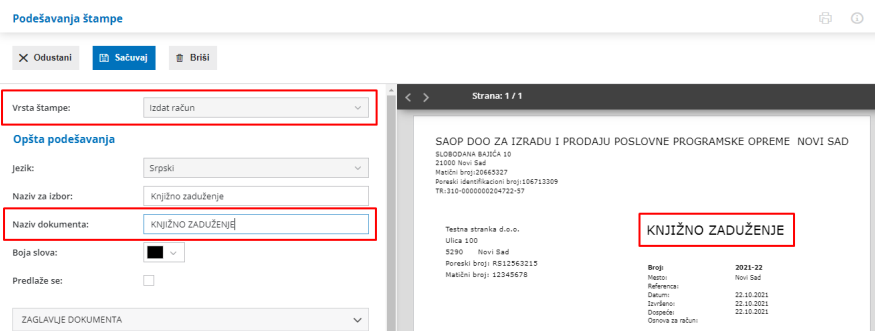 Podešavanja štampe
Odustani
Sačuvaj
Briši
Vrsta štampe:
Izdat račun
Opšta podešavanja
Jezik:
Srpski
Naziv za izbor:
Knjižno zaduženje
Naziv dokumenta:
KNJIŽNO ZADUŽENJE
Boja slova:
Predlaže se:
ZAGLAVLJE DOKUMENTA
Strana: 1 / 1
SAOP DOO ZA IZRADU I PRODAJU POSLOVNE PROGRAMSKE OPREME NOVI SAD
SLOBODANA BAJIĆA 10
21000 Novi Sad
Matični broj:20665327
Poreski identifikacioni broj:106713309
TR:310-0000000204722-57
Testna stranka d.o.o.
Ulica 100
5290 Novi Sad
Poreski broj: RS12563215
Matični broj: 12345678
KNJIŽNO ZADUŽENJE
Broj: 2021-22
Mesto: Novi Sad
Referenca:
Datum: 22.10.2021
Izvršeno: 22.10.2021
Dospeće: 22.10.2021
Osnova za račun: